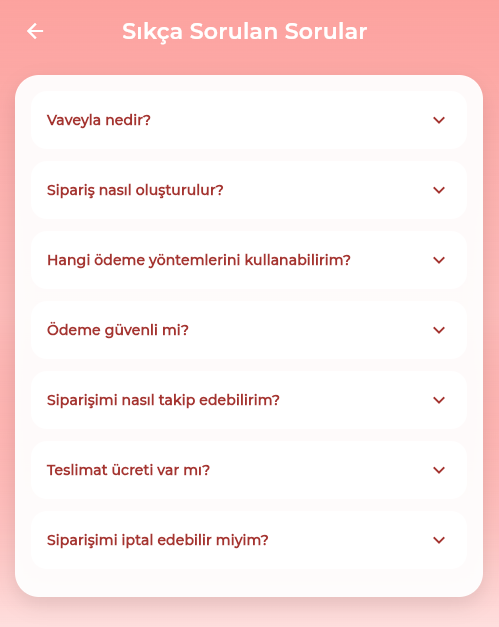 Sıkça Sorulan Sorular
Vaveyla nedir?
Sipariş nasıl oluşturulur?
Hangi ödeme yöntemlerini kullanabilirim?
Ödeme güvenli mi?
Siparişimi nasıl takip edebilirim?
Teslimat ücreti var mı?
Siparişimi iptal edebilir miyim?